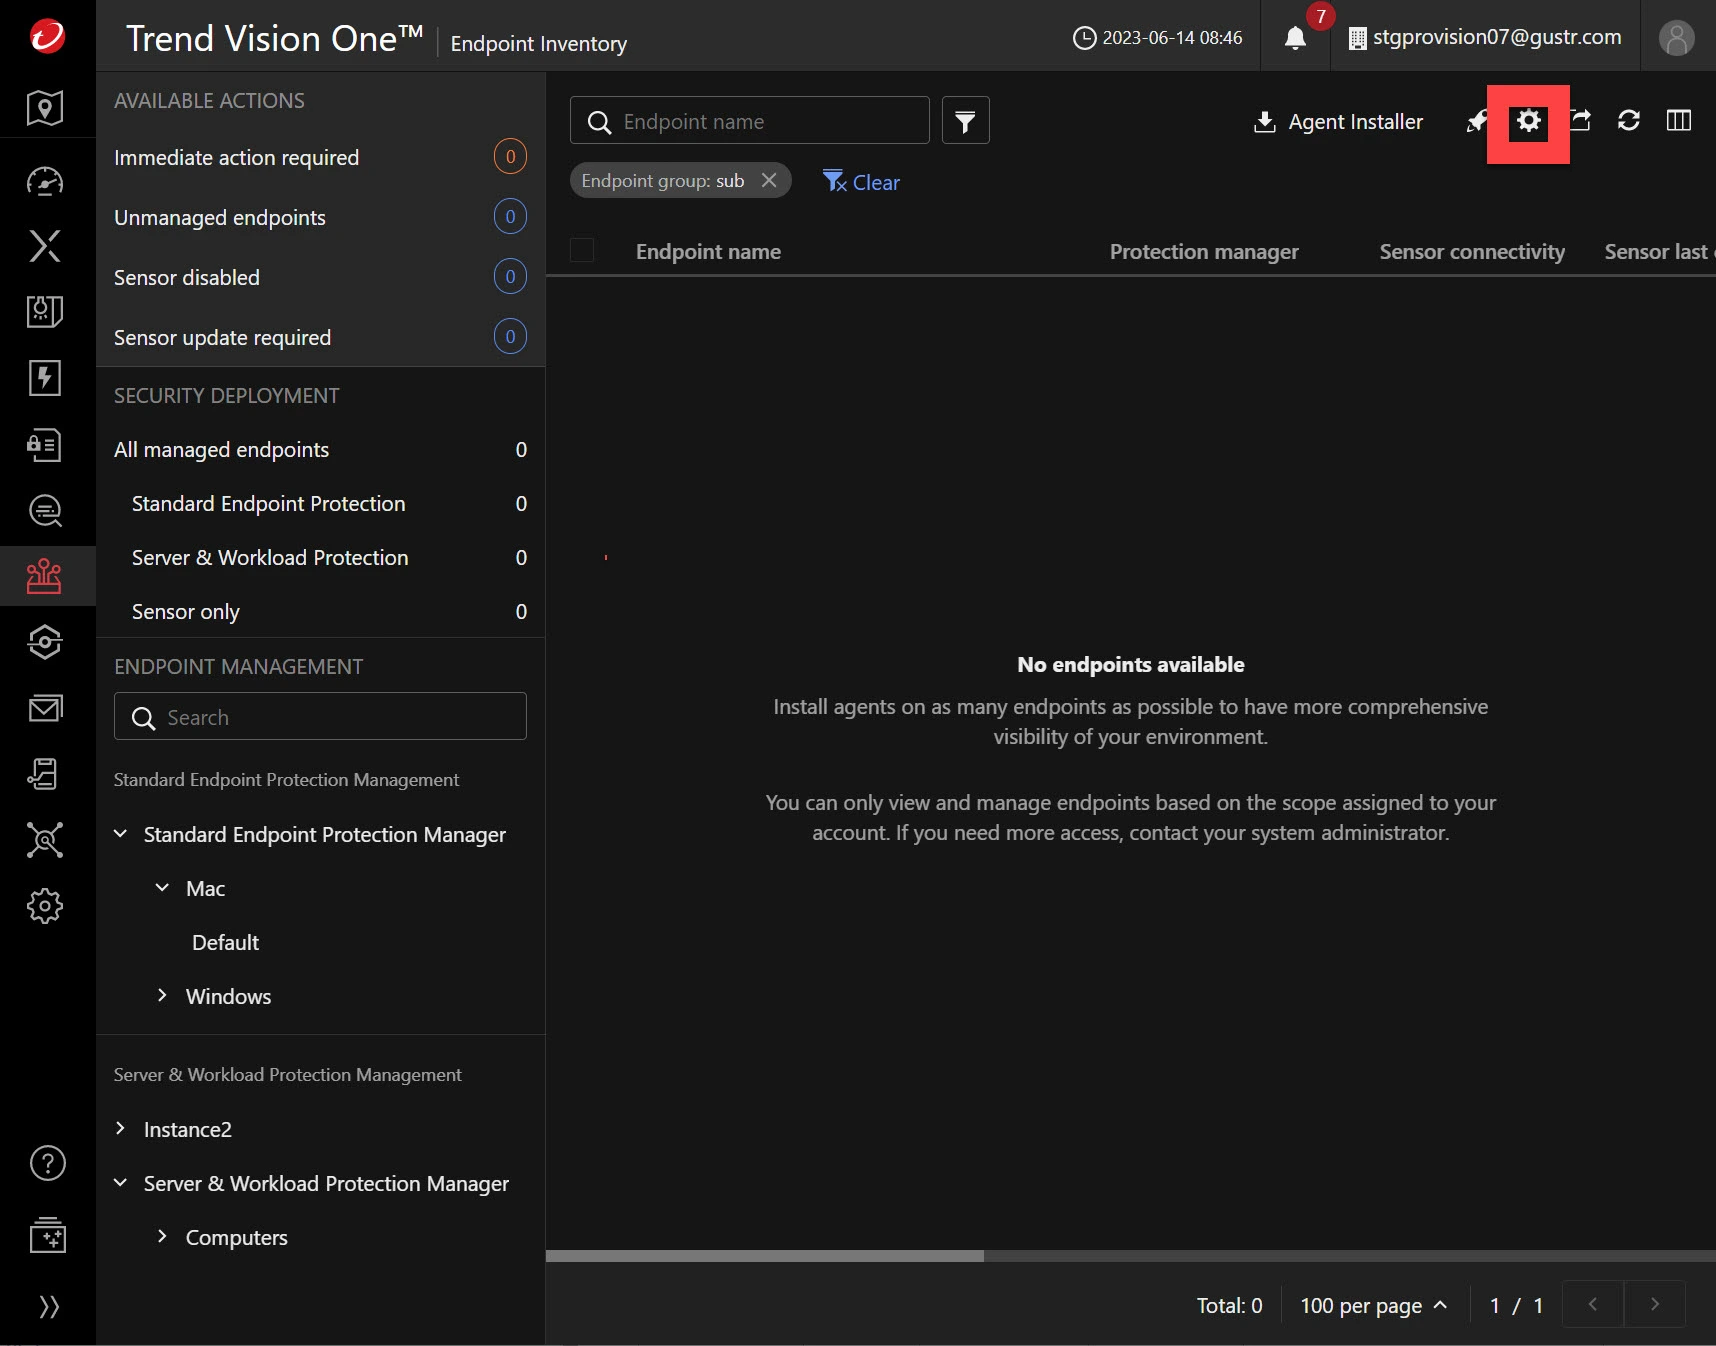 Trend Vision One™ | Endpoint Inventory
2023-06-14 08:46
7
stgprovision07@gustr.com
AVAILABLE ACTIONS
Immediate action required 0
Unmanaged endpoints 0
Sensor disabled 0
Sensor update required 0
SECURITY DEPLOYMENT
All managed endpoints 0
Standard Endpoint Protection 0
Server & Workload Protection 0
Sensor only 0
ENDPOINT MANAGEMENT
Search
Standard Endpoint Protection Management
Standard Endpoint Protection Manager
Mac
Default
Windows
Server & Workload Protection Management
Instance2
Server & Workload Protection Manager
Computers
Endpoint name
Agent Installer
Endpoint group: sub
Clear
Endpoint name Protection manager Sensor connectivity Sensor last
No endpoints available
Install agents on as many endpoints as possible to have more comprehensive
visibility of your environment.
You can only view and manage endpoints based on the scope assigned to your
account. If you need more access, contact your system administrator.
Total: 0 100 per page 1 / 1